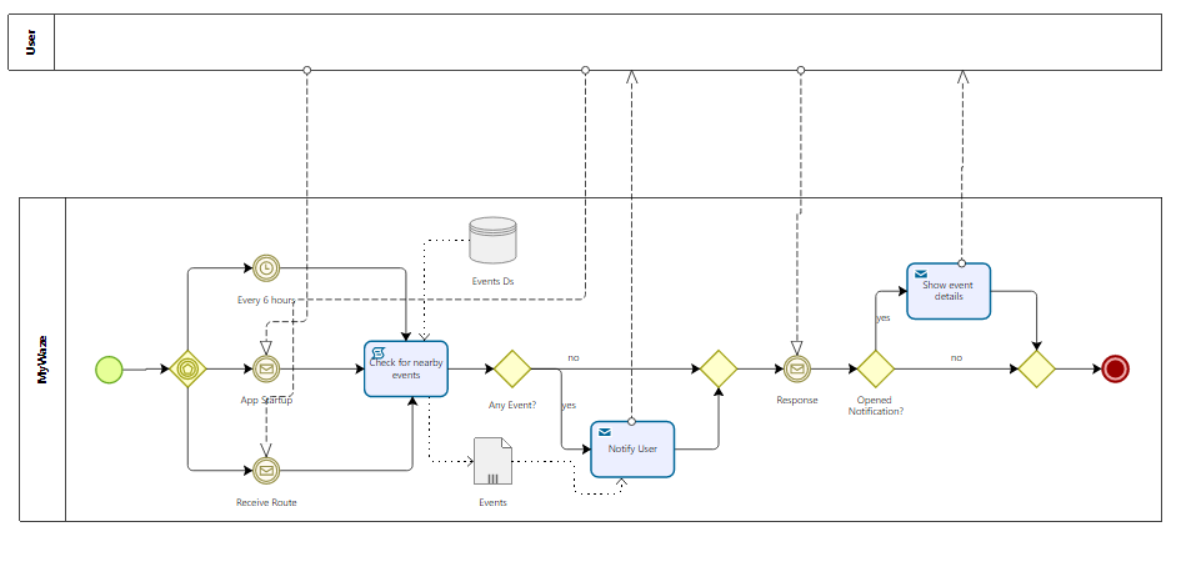 User
MyWaze
Every 6 hours
App Startup
Receive Route
Events Ds
Check for nearby
events
Events
Any Event?
no
yes
Notify User
Response
Opened
Notification?
yes
no
Show event
details